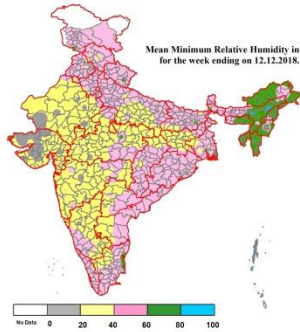 Mean Minimum Relative Humidity in
for the week ending on 12.12.2018.
No Data 0 20 40 60 80 100